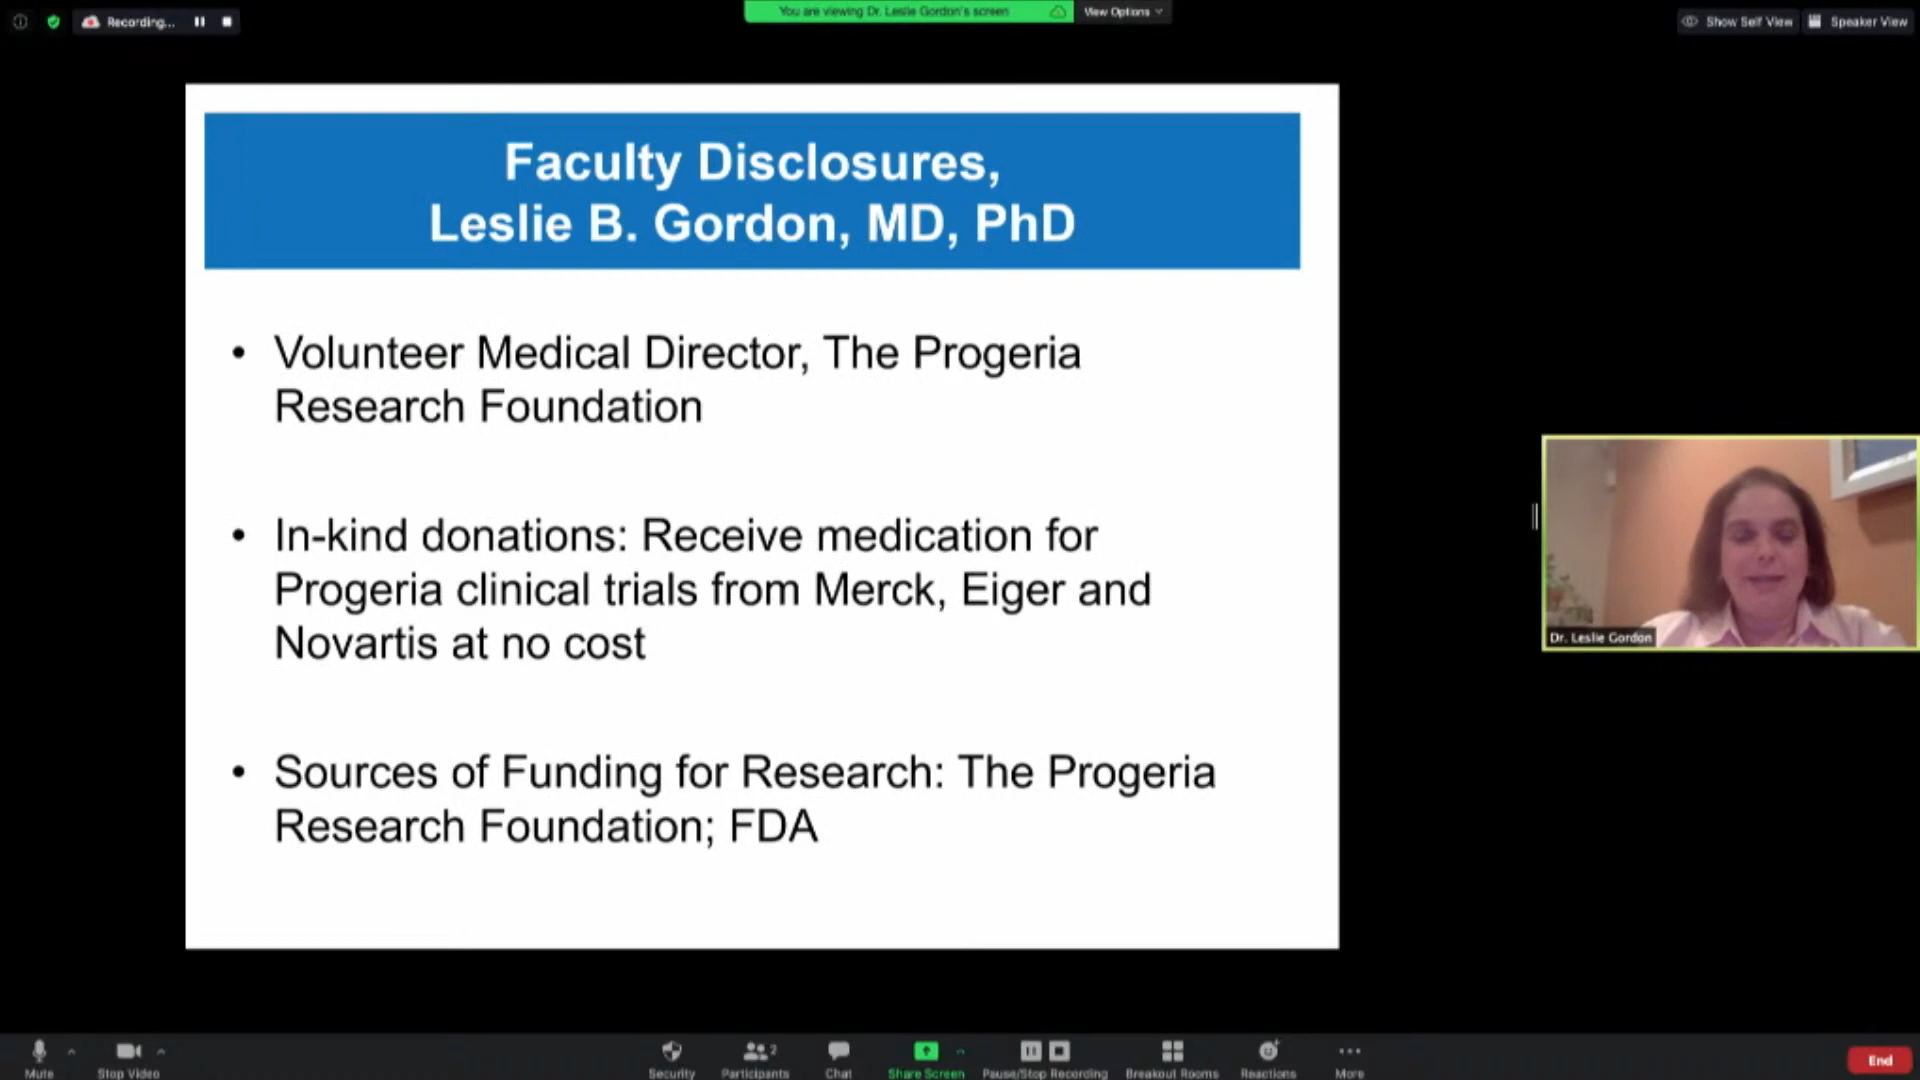 Recording...
You are viewing Dr. Leslie Gordon's screen
View Options
Show Self View
Speaker View
Faculty Disclosures,
Leslie B. Gordon, MD, PhD
• Volunteer Medical Director, The Progeria
Research Foundation
• In-kind donations: Receive medication for
Progeria clinical trials from Merck, Eiger and
Novartis at no cost
• Sources of Funding for Research: The Progeria
Research Foundation; FDA
Dr. Leslie Gordon
Mute
Stop Video
Security
Participants
2
Chat
Share Screen
Pause/Stop Recording
Breakout Rooms
Reactions
More
End